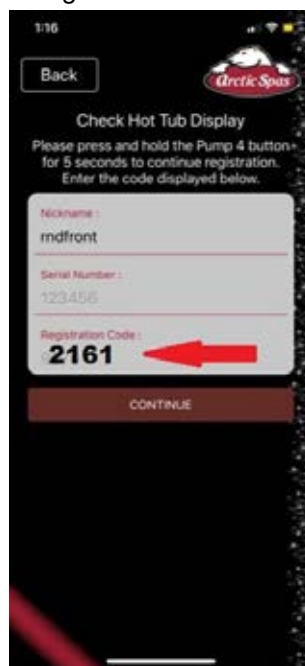 1:16
Back
Arctic Spas
Check Hot Tub Display
Please press and hold the Pump 4 button
for 5 seconds to continue registration.
Enter the code displayed below.
Nickname :
rndfront
Serial Number :
123456
Registration Code :
2161
CONTINUE